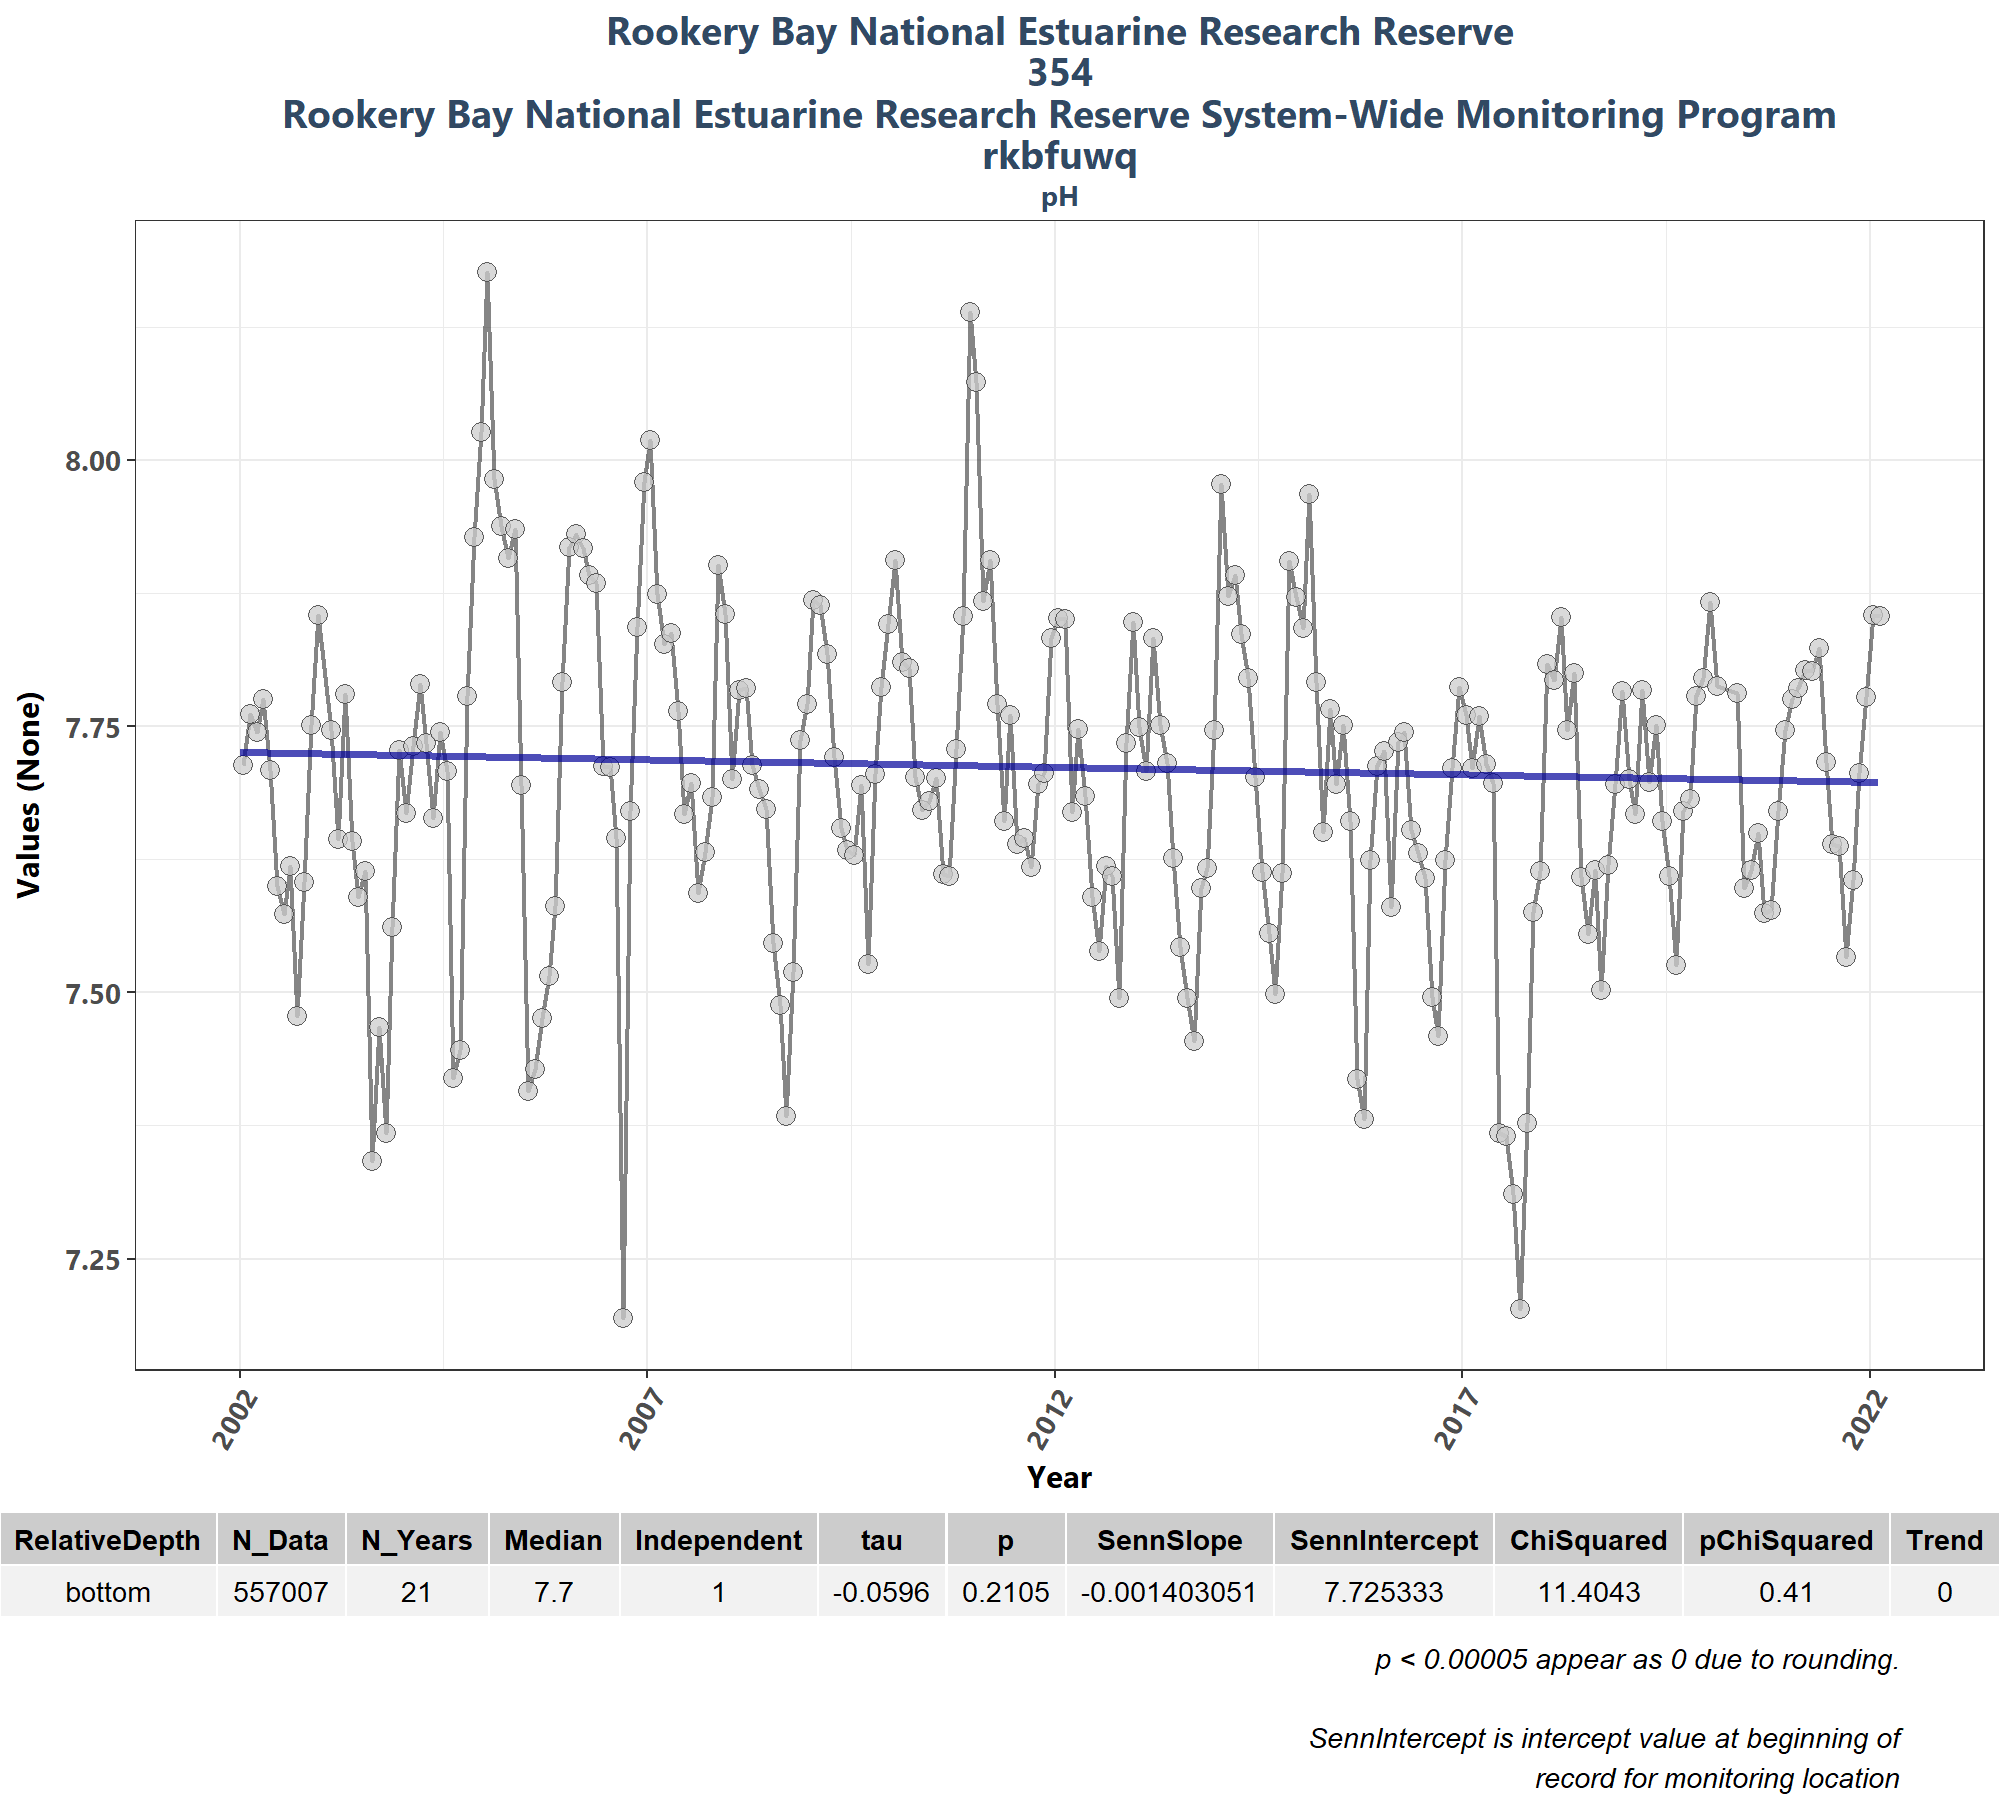 Rookery Bay National Estuarine Research Reserve
354
Rookery Bay National Estuarine Research Reserve System-Wide Monitoring Program
rkbfuwq
pH
Values (None)
8.00
7.75
7.50
7.25
2002 2007 2012 2017 2022
Year
RelativeDepth N_Data N_Years Median Independent tau p SennSlope SennIntercept ChiSquared pChiSquared Trend
bottom 557007 21 7.7 1 -0.0596 0.2105 -0.001403051 7.725333 11.4043 0.41 0
p < 0.00005 appear as 0 due to rounding.
SennIntercept is intercept value at beginning of
record for monitoring location